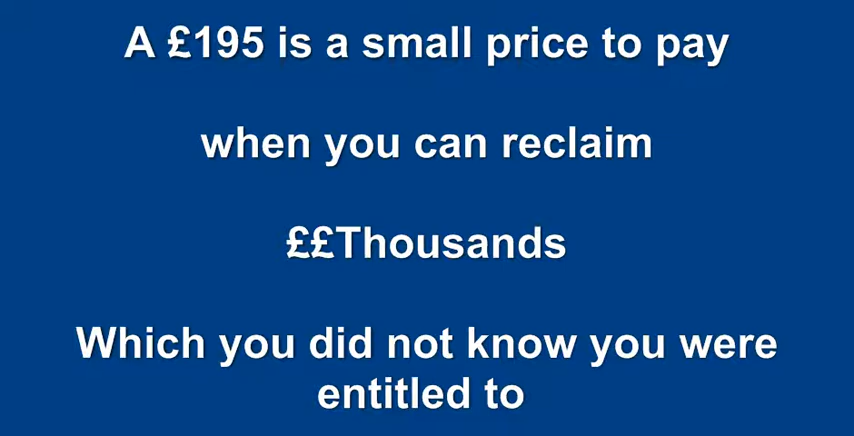 A £195 is a small price to pay
when you can reclaim
££Thousands
Which you did not know you were
entitled to